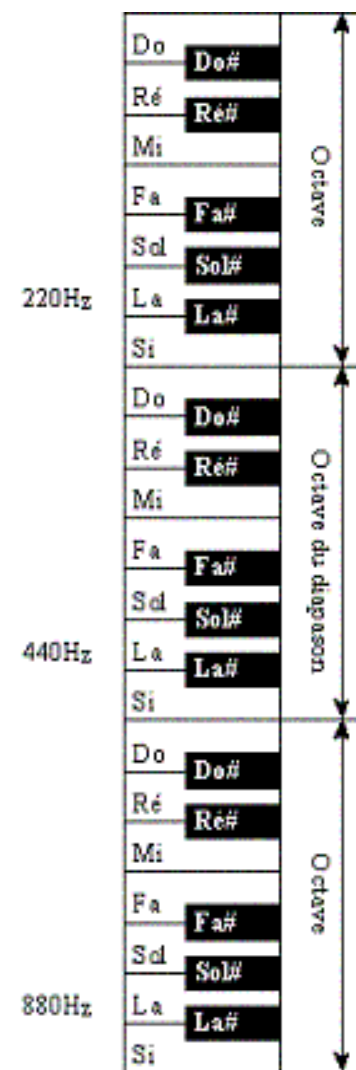 Do
Do#
Ré
Ré#
Mi
Fa
Fa#
Sol
Sol#
220Hz La
La#
Si
Octave
Do
Do#
Ré
Ré#
Mi
Fa
Fa#
Sol
Sol#
440Hz La
La#
Si
Octave du diapason
Do
Do#
Ré
Ré#
Mi
Fa
Fa#
Sol
Sol#
880Hz La
La#
Si
Octave